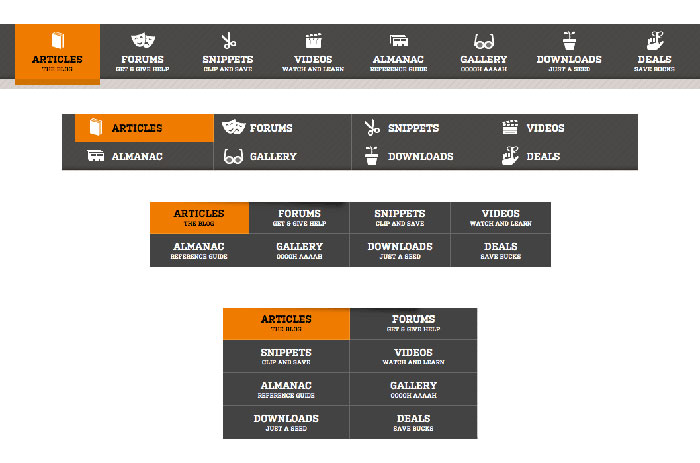 ARTICLES FORUMS SNIPPETS VIDEOS ALMANAC GALLERY DOWNLOADS DEALS
THE BLOG GET & GIVE HELP CLIP AND SAVE WATCH AND LEARN REFERENCE GUIDE OOOH AAAAH JUST A SEED SAVE BUCKS
ARTICLES FORUMS SNIPPETS VIDEOS
ALMANAC GALLERY DOWNLOADS DEALS
ARTICLES FORUMS SNIPPETS VIDEOS
THE BLOG GET & GIVE HELP CLIP AND SAVE WATCH AND LEARN
ALMANAC GALLERY DOWNLOADS DEALS
REFERENCE GUIDE OOOH AAAAH JUST A SEED SAVE BUCKS
ARTICLES FORUMS
THE BLOG GET & GIVE HELP
SNIPPETS VIDEOS
CLIP AND SAVE WATCH AND LEARN
ALMANAC GALLERY
REFERENCE GUIDE OOOH AAAAH
DOWNLOADS DEALS
JUST A SEED SAVE BUCKS